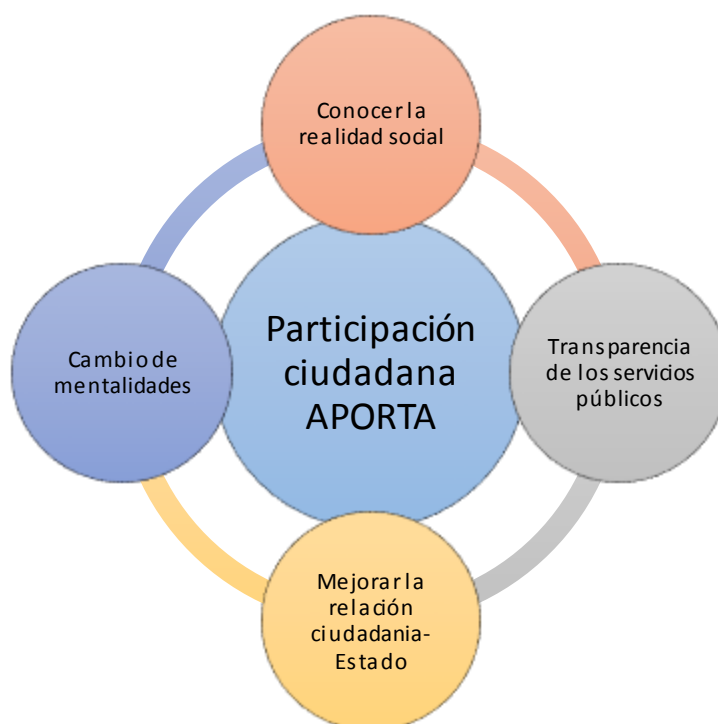 Conocer la
realidad social
Participación
ciudadana
APORTA
Transparencia
de los servicios
públicos
Mejorar la
relación
ciudadania-
Estado
Cambio de
mentalidades